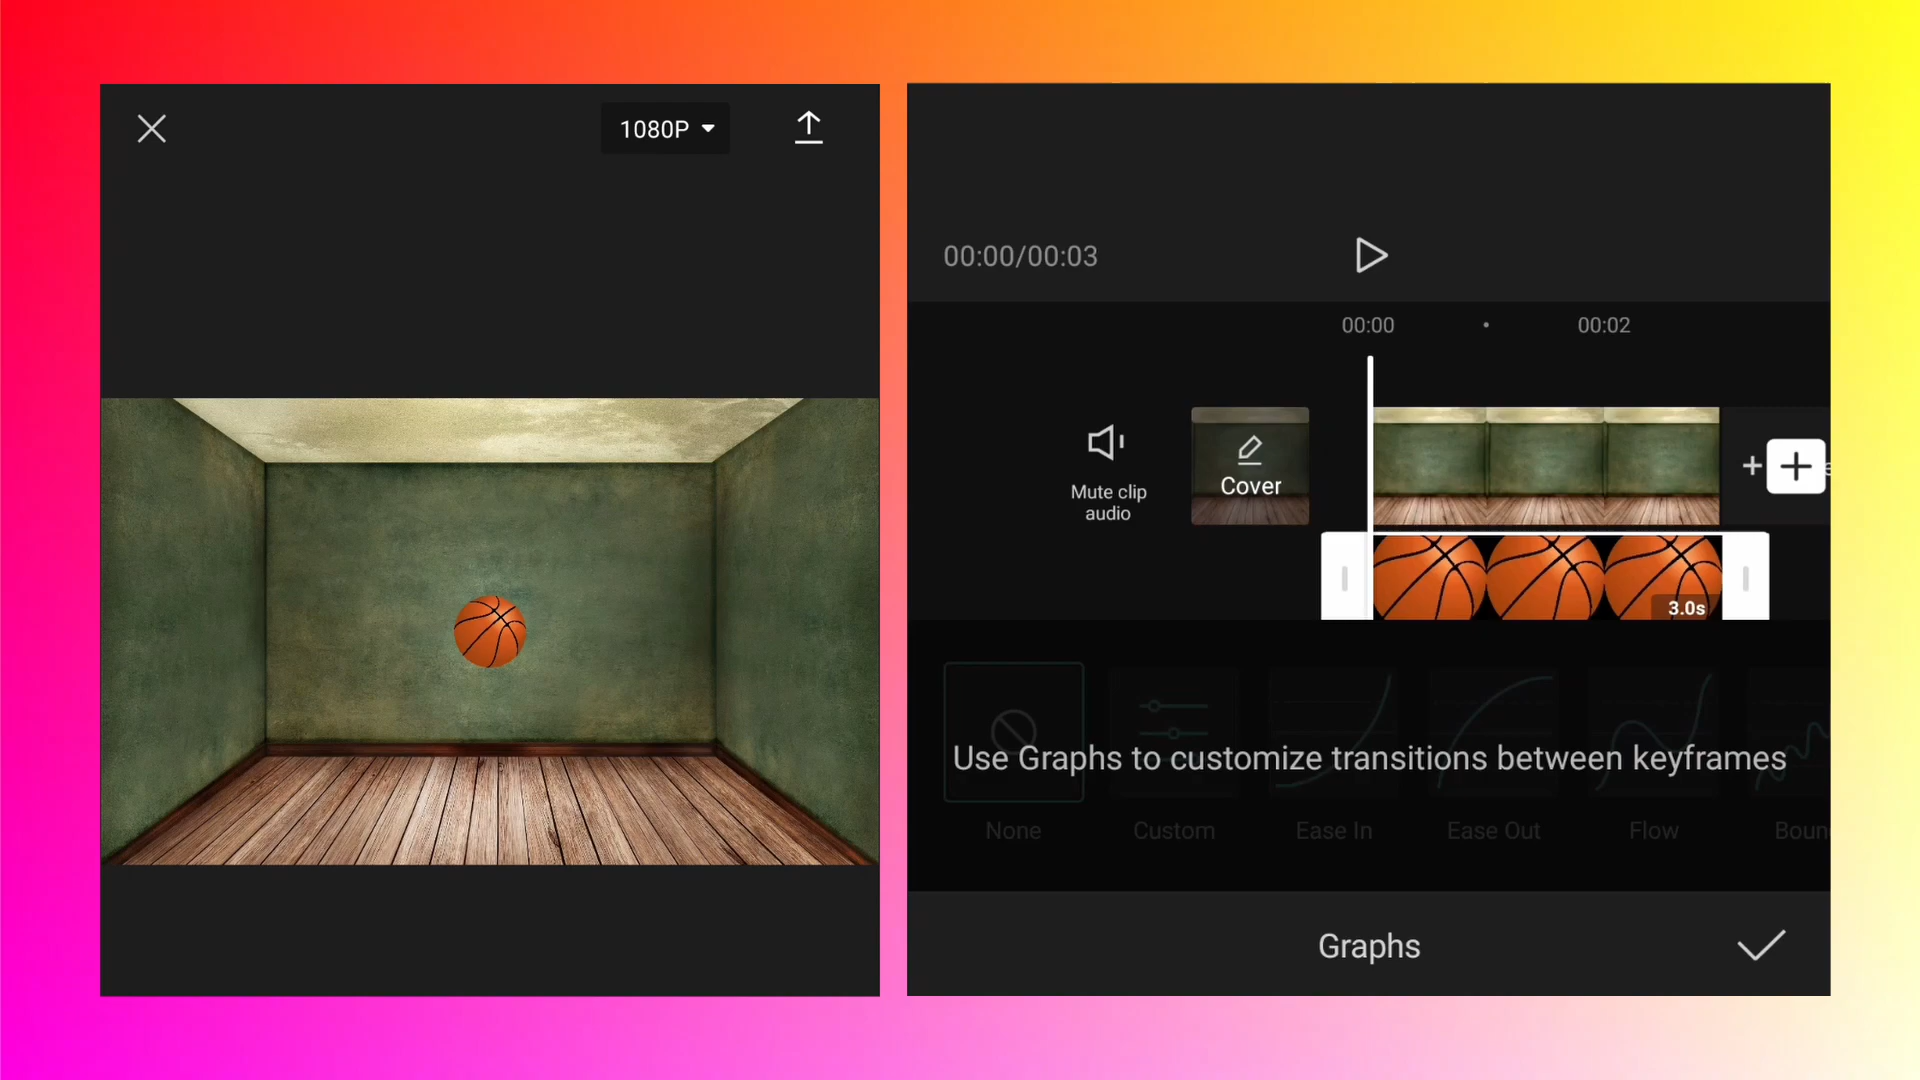 1080P
00:00/00:03
00:00
00:02
Mute clip
audio
Cover
3.0s
Use Graphs to customize transitions between keyframes
None
Custom
Ease In
Ease Out
Flow
Boun
Graphs